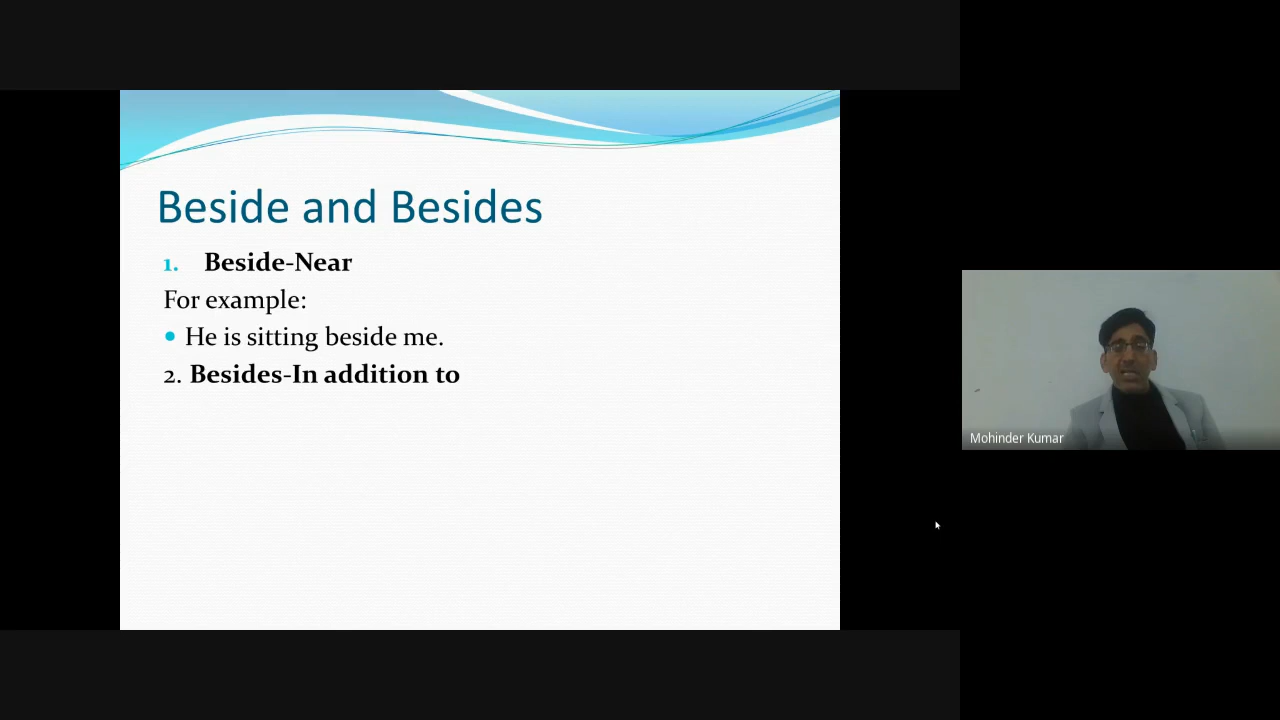 Beside and Besides
1. Beside-Near
For example:
• He is sitting beside me.
2. Besides-In addition to
Mohinder Kumar